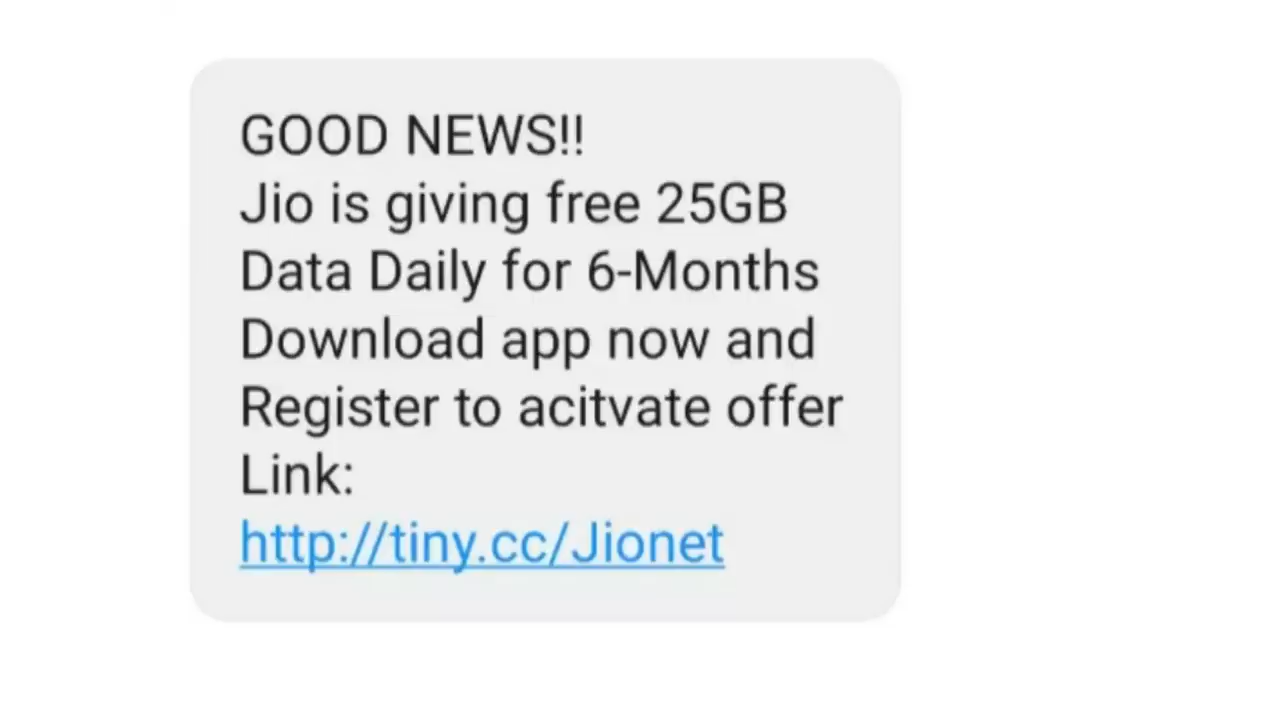 GOOD NEWS!!
Jio is giving free 25GB
Data Daily for 6-Months
Download app now and
Register to acitvate offer
Link:
http://tiny.cc/Jionet